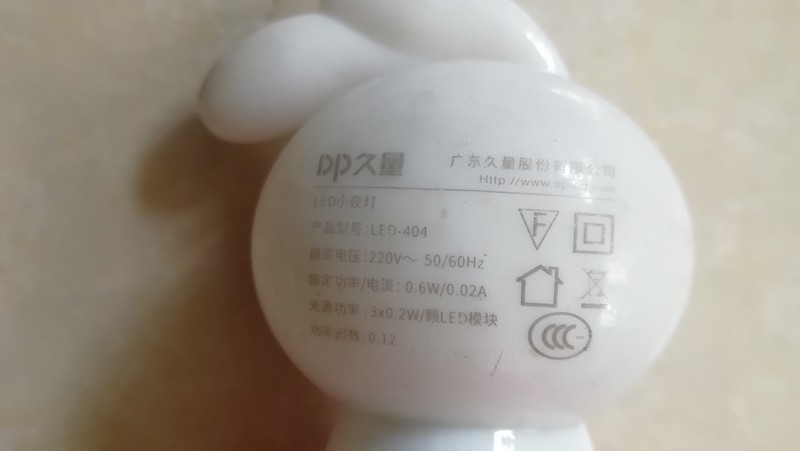 DP久量
广东久量股份有限公司
Http://www
LED小夜灯
产品型号:LED-404
额定电压:220V～ 50/60Hz
额定功率/电流: 0.6W/0.02A
光源功率: 3x0.2W/颗LED模块
功率因数:0.12
F
CCC